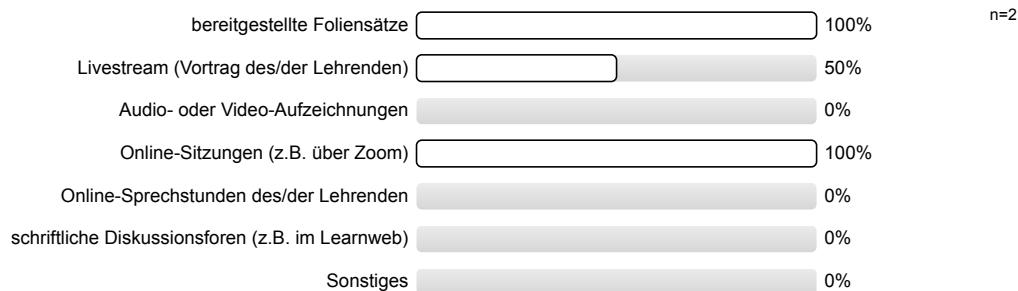 n=2
bereitgestellte Foliensätze 100%
Livestream (Vortrag des/der Lehrenden) 50%
Audio- oder Video-Aufzeichnungen 0%
Online-Sitzungen (z.B. über Zoom) 100%
Online-Sprechstunden des/der Lehrenden 0%
schriftliche Diskussionsforen (z.B. im Learnweb) 0%
Sonstiges 0%